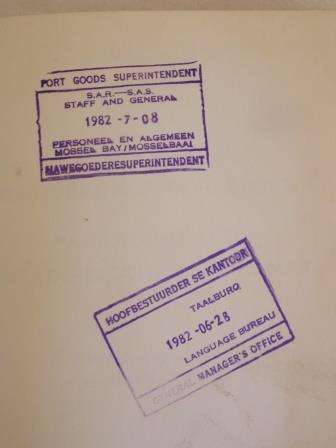 PORT GOODS SUPERINTENDENT
S.A.R.—S.A.S.
STAFF AND GENERAL
1982 -7- 08
PERSONEEL EN ALGEMEEN
MOSSEL BAY/MOSSELBAAI
HAWEGOEDERESUPERINTENDENT
HOOFBESTUURDER SE KANTOOR
TAALBURO
1982 -06- 28
LANGUAGE BUREAU
GENERAL MANAGER'S OFFICE